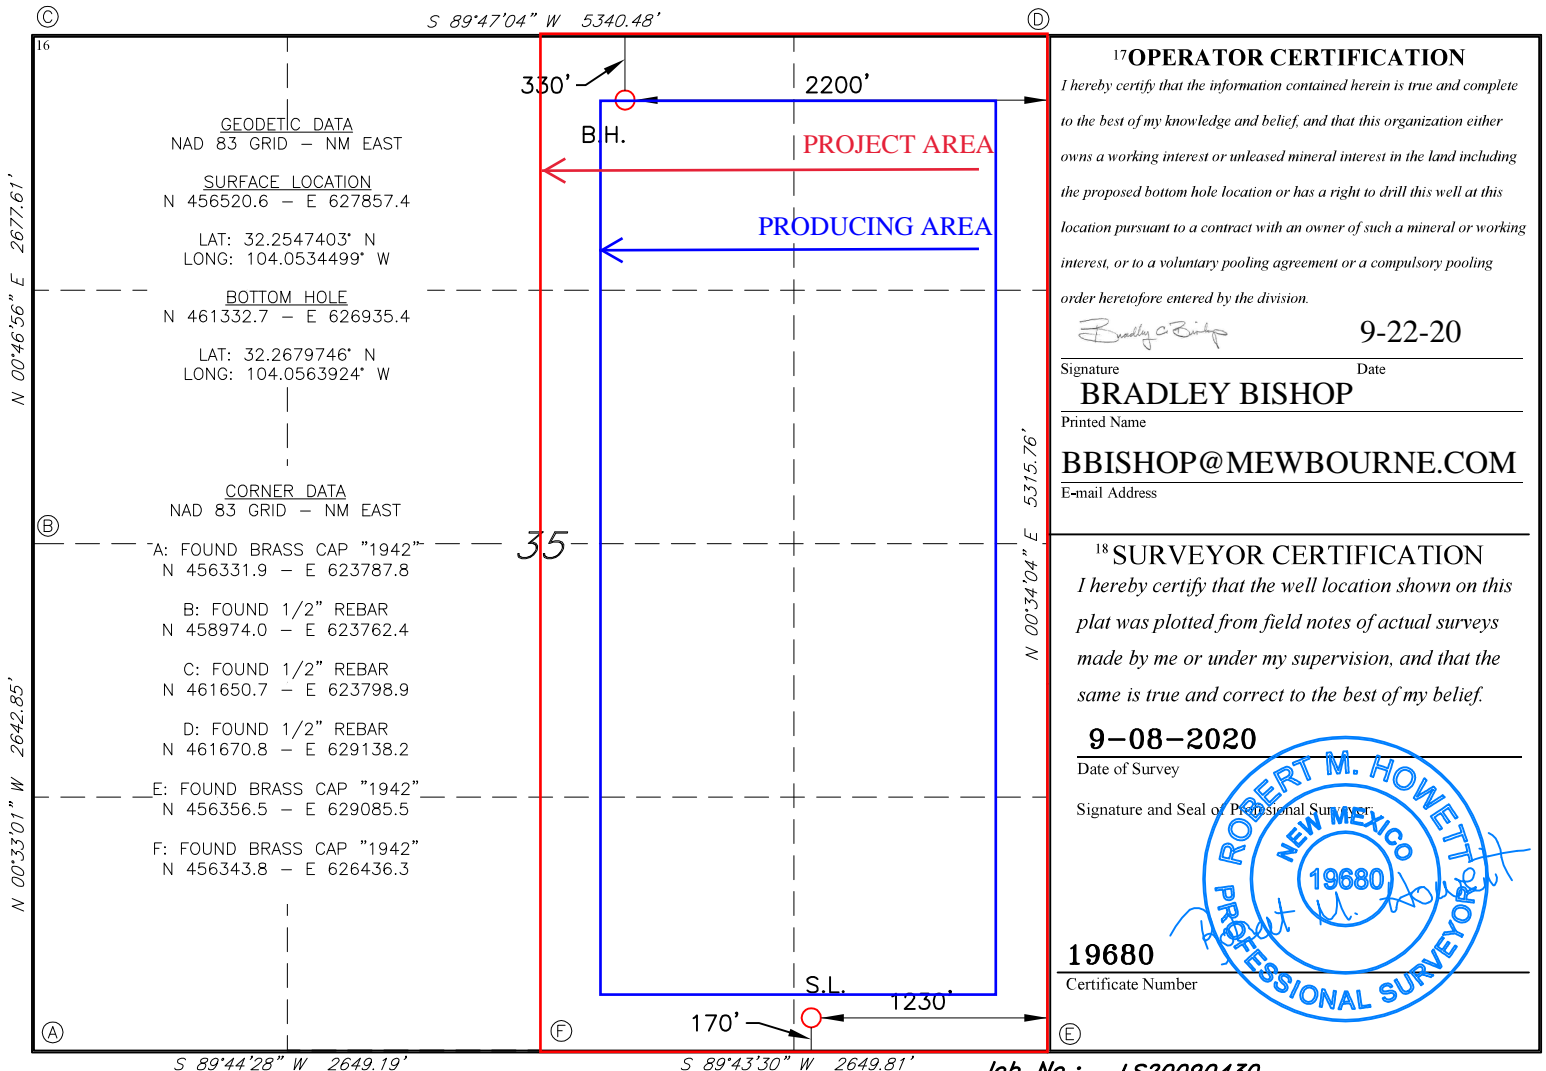 Ⓒ
S 89°47'04" W 5340.48'
Ⓓ
16
330'
2200'
B.H.
PROJECT AREA
PRODUCING AREA
GEODETIC DATA
NAD 83 GRID – NM EAST
SURFACE LOCATION
N 456520.6 – E 627857.4
LAT: 32.2547403° N
LONG: 104.0534499° W
BOTTOM HOLE
N 461332.7 – E 626935.4
LAT: 32.2679746° N
LONG: 104.0563924° W
CORNER DATA
NAD 83 GRID – NM EAST
A: FOUND BRASS CAP "1942"
N 456331.9 – E 623787.8
B: FOUND 1/2" REBAR
N 458974.0 – E 623762.4
C: FOUND 1/2" REBAR
N 461650.7 – E 623798.9
D: FOUND 1/2" REBAR
N 461670.8 – E 629138.2
E: FOUND BRASS CAP "1942"
N 456356.5 – E 629085.5
F: FOUND BRASS CAP "1942"
N 456343.8 – E 626436.3
N 00°46'56" E 2677.61'
Ⓑ
N 00°33'01" W 2642.85'
35
N 00°34'04" E 5315.76'
S.L.
1230'
170'
Ⓐ
Ⓕ
Ⓔ
S 89°44'28" W 2649.19'
S 89°43'30" W 2649.81'
17 OPERATOR CERTIFICATION
I hereby certify that the information contained herein is true and complete
to the best of my knowledge and belief, and that this organization either
owns a working interest or unleased mineral interest in the land including
the proposed bottom hole location or has a right to drill this well at this
location pursuant to a contract with an owner of such a mineral or working
interest, or to a voluntary pooling agreement or a compulsory pooling
order heretofore entered by the division.
Bradley C Bishop
9-22-20
Signature Date
BRADLEY BISHOP
Printed Name
BBISHOP@MEWBOURNE.COM
E-mail Address
18 SURVEYOR CERTIFICATION
I hereby certify that the well location shown on this
plat was plotted from field notes of actual surveys
made by me or under my supervision, and that the
same is true and correct to the best of my belief.
9-08-2020
Date of Survey
Signature and Seal of Professional Surveyor:
ROBERT M. HOWETT
NEW MEXICO
19680
PROFESSIONAL SURVEYOR
Robert M. Howett
19680
Certificate Number
Job No.: LS20090430